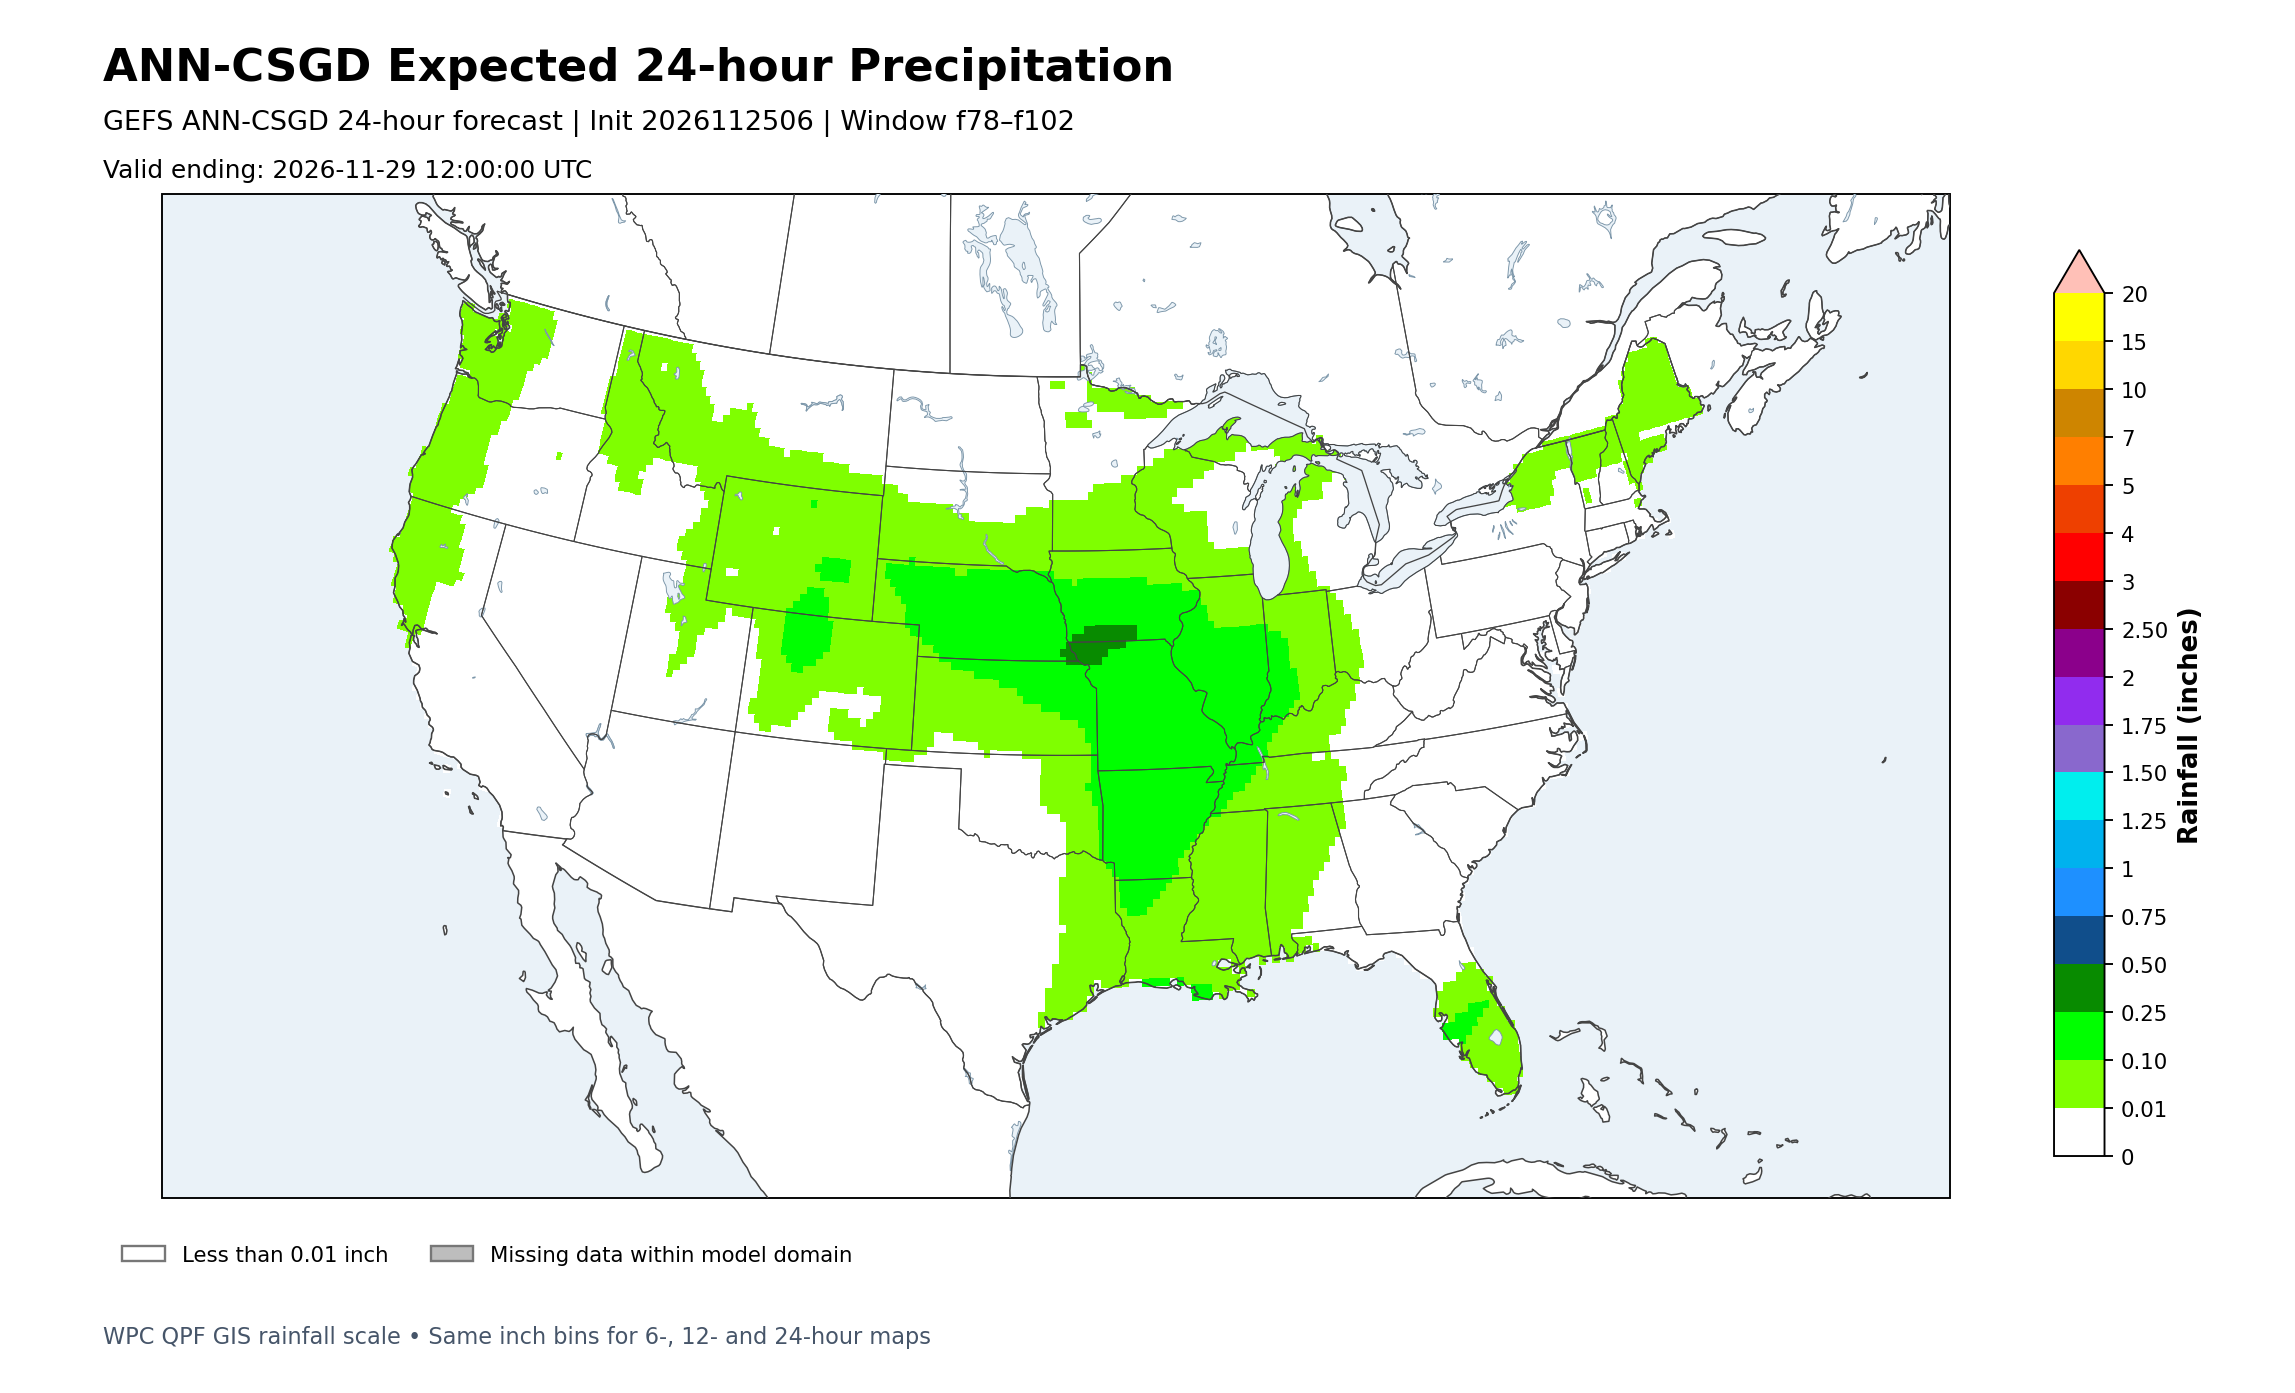 ANN-CSGD Expected 24-hour Precipitation
GEFS ANN-CSGD 24-hour forecast | Init 2026112506 | Window f78–f102
Valid ending: 2026-11-29 12:00:00 UTC
20
15
10
7
5
4
3
2.50
2
1.75
1.50
1.25
1
0.75
0.50
0.25
0.10
0.01
0
Rainfall (inches)
Less than 0.01 inch
Missing data within model domain
WPC QPF GIS rainfall scale • Same inch bins for 6-, 12- and 24-hour maps